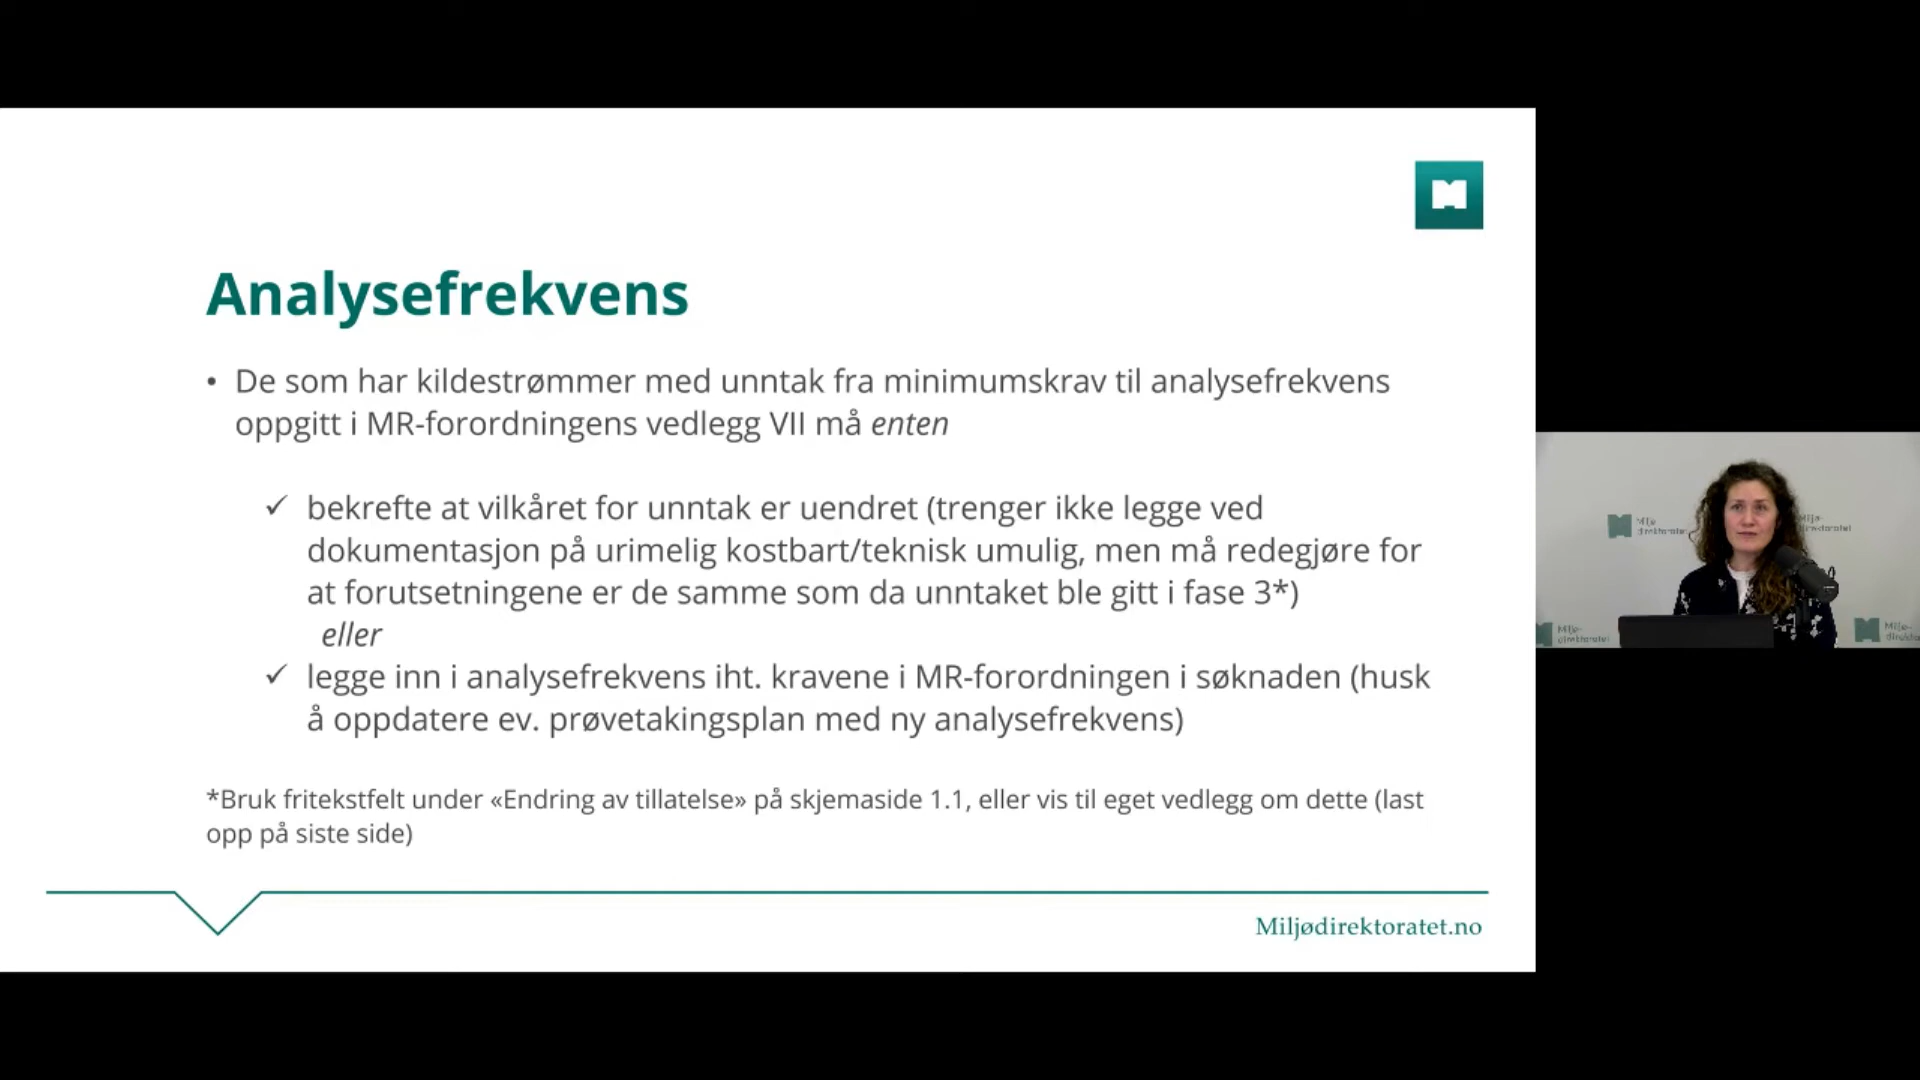 Analysefrekvens
• De som har kildestrømmer med unntak fra minimumskrav til analysefrekvens
oppgitt i MR-forordningens vedlegg VII må enten
✓ bekrefte at vilkåret for unntak er uendret (trenger ikke legge ved
dokumentasjon på urimelig kostbart/teknisk umulig, men må redegjøre for
at forutsetningene er de samme som da unntaket ble gitt i fase 3*)
eller
✓ legge inn i analysefrekvens iht. kravene i MR-forordningen i søknaden (husk
å oppdatere ev. prøvetakingsplan med ny analysefrekvens)
*Bruk fritekstfelt under «Endring av tillatelse» på skjemaside 1.1, eller vis til eget vedlegg om dette (last
opp på siste side)
Miljødirektoratet.no
Miljø-
direktoratet